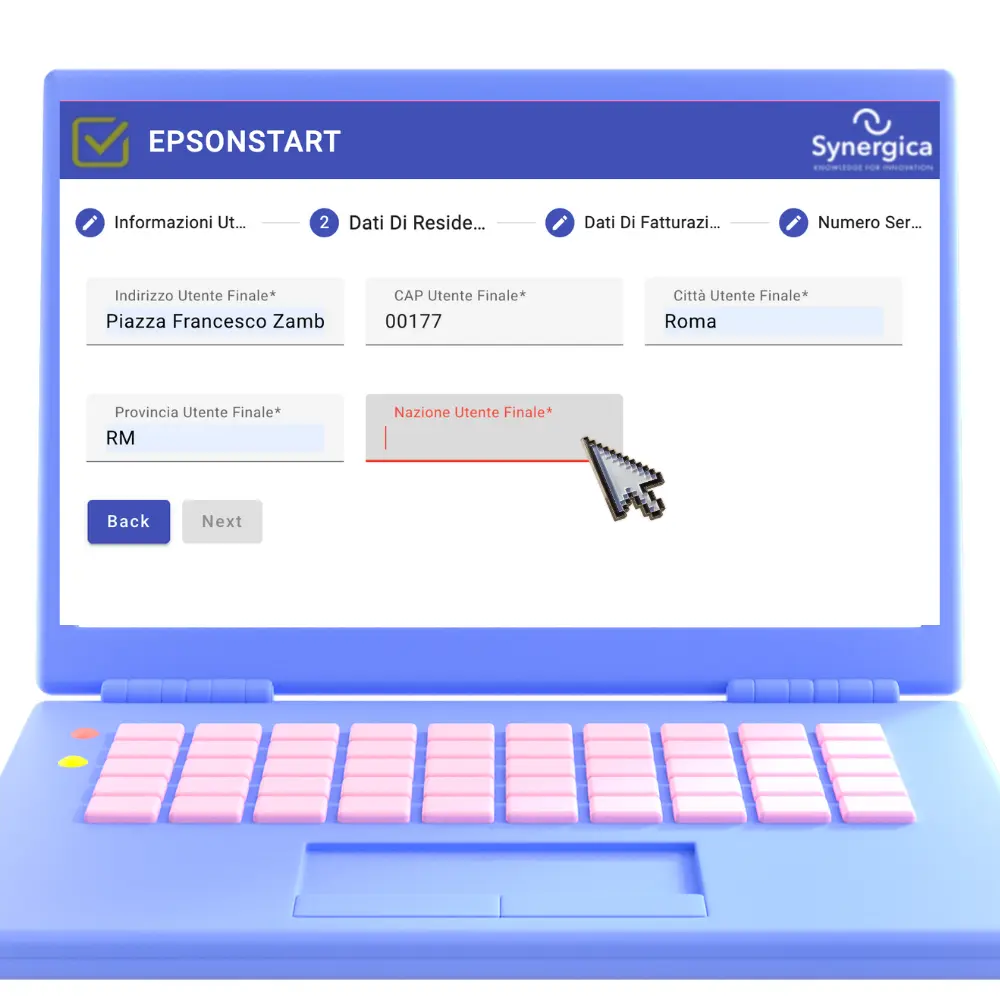 EPSONSTART
Synergica
KNOWLEDGE FOR INNOVATION
Informazioni Ut...
2 Dati Di Reside...
Dati Di Fatturazi...
Numero Ser...
Indirizzo Utente Finale*
Piazza Francesco Zamb
CAP Utente Finale*
00177
Città Utente Finale*
Roma
Provincia Utente Finale*
RM
Nazione Utente Finale*
Back
Next